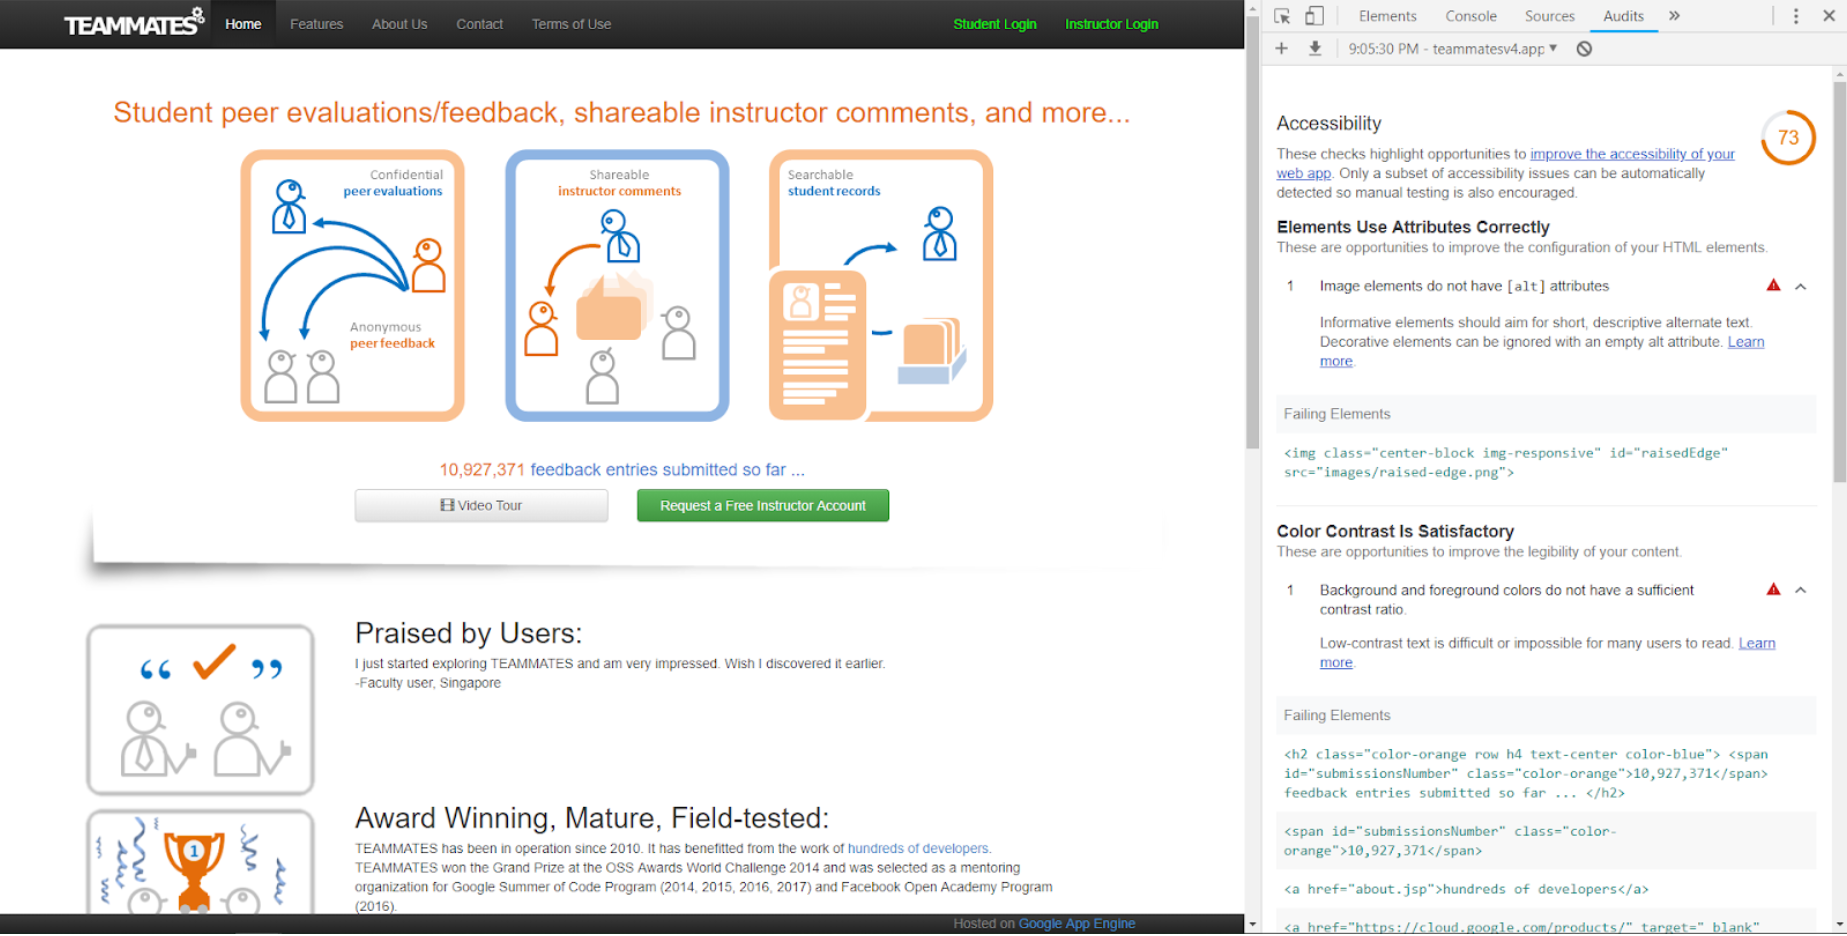 TEAMMATES
Home Features About Us Contact Terms of Use Student Login Instructor Login
Student peer evaluations/feedback, shareable instructor comments, and more...
Confidential
peer evaluations
Anonymous
peer feedback
Shareable
instructor comments
Searchable
student records
10,927,371 feedback entries submitted so far ...
Video Tour
Request a Free Instructor Account
Praised by Users:
I just started exploring TEAMMATES and am very impressed. Wish I discovered it earlier.
-Faculty user, Singapore
1
Award Winning, Mature, Field-tested:
TEAMMATES has been in operation since 2010. It has benefitted from the work of hundreds of developers.
TEAMMATES won the Grand Prize at the OSS Awards World Challenge 2014 and was selected as a mentoring
organization for Google Summer of Code Program (2014, 2015, 2016, 2017) and Facebook Open Academy Program
(2016).
Hosted on Google App Engine
Elements Console Sources Audits »
9:05:30 PM - teammatesv4.app
Accessibility
73
These checks highlight opportunities to improve the accessibility of your
web app. Only a subset of accessibility issues can be automatically
detected so manual testing is also encouraged.
Elements Use Attributes Correctly
These are opportunities to improve the configuration of your HTML elements.
1 Image elements do not have [alt] attributes
Informative elements should aim for short, descriptive alternate text.
Decorative elements can be ignored with an empty alt attribute. Learn
more.
Failing Elements
<img class="center-block img-responsive" id="raisedEdge"
src="images/raised-edge.png">
Color Contrast Is Satisfactory
These are opportunities to improve the legibility of your content.
1 Background and foreground colors do not have a sufficient
contrast ratio.
Low-contrast text is difficult or impossible for many users to read. Learn
more.
Failing Elements
<h2 class="color-orange row h4 text-center color-blue"> <span
id="submissionsNumber" class="color-orange">10,927,371</span>
feedback entries submitted so far ... </h2>
<span id="submissionsNumber" class="color-
orange">10,927,371</span>
<a href="about.jsp">hundreds of developers</a>
<a href="https://cloud.google.com/products/" target="_blank"